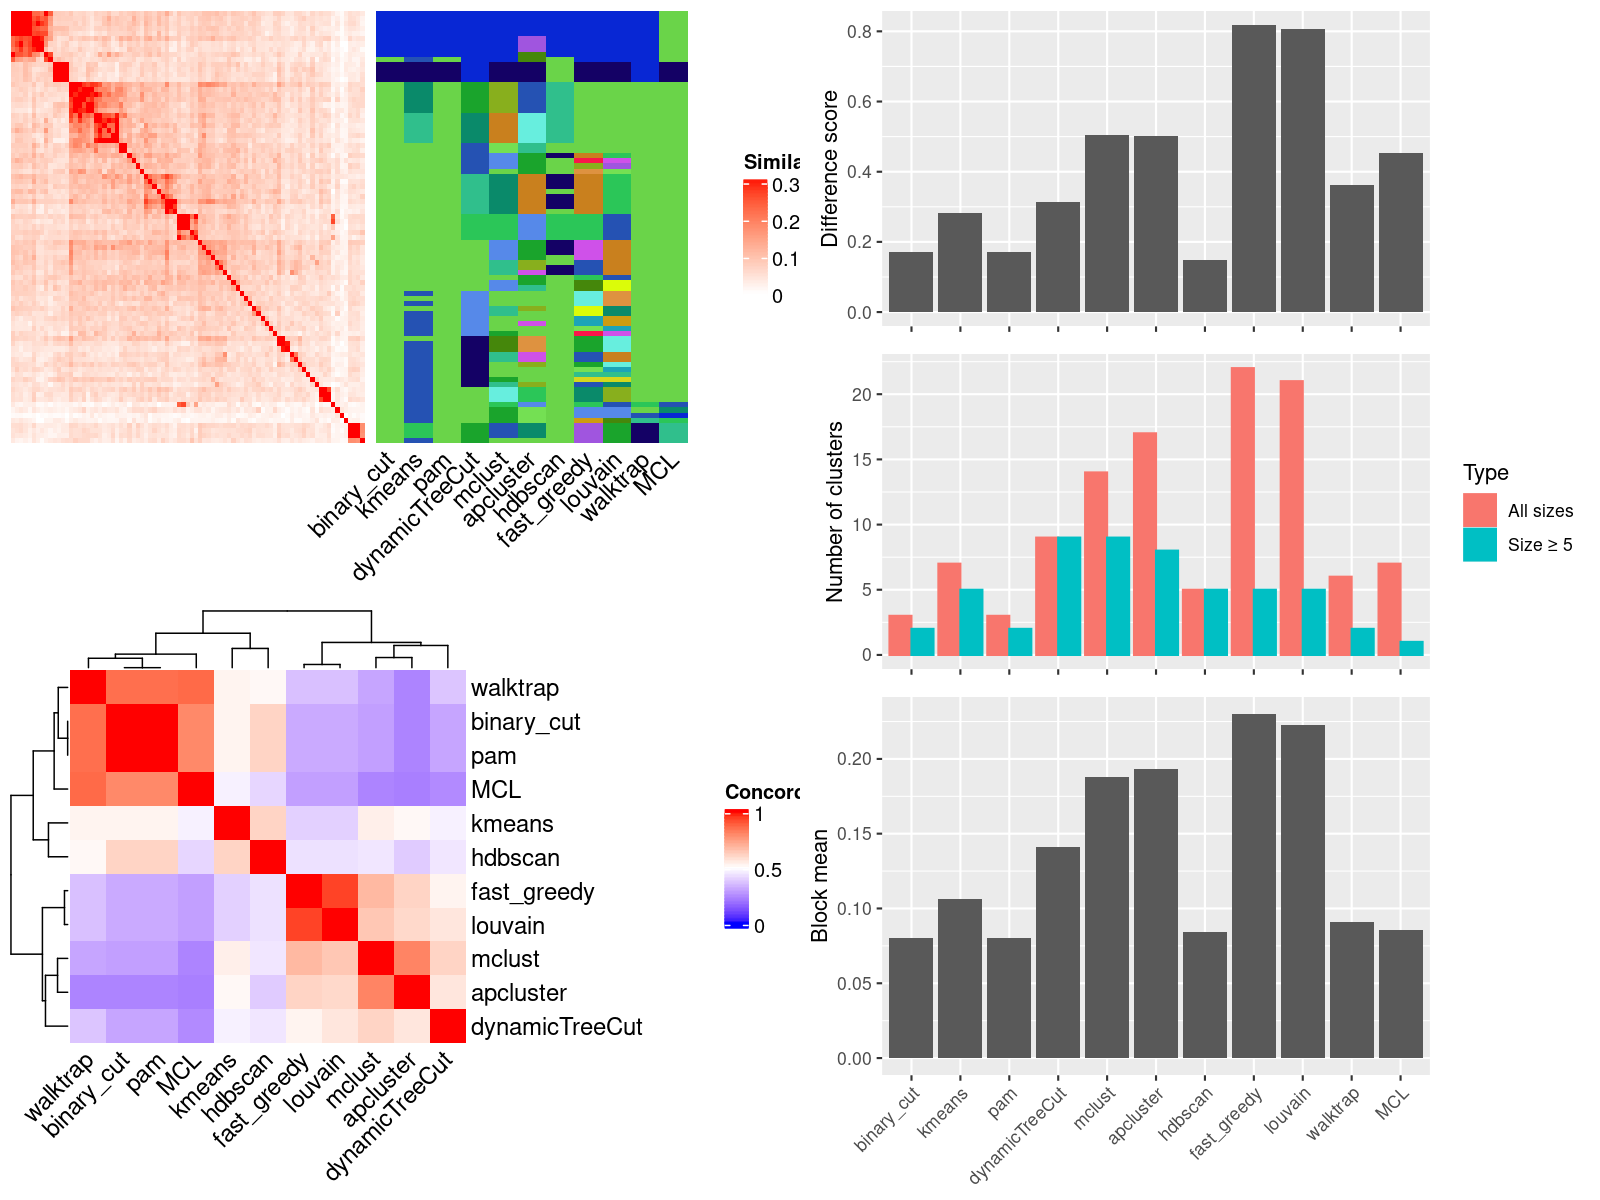 Simila
0.3
0.2
0.1
0
binary_cut
kmeans
pam
dynamicTreeCut
mclust
apcluster
hdbscan
fast_greedy
louvain
walktrap
MCL
walktrap
binary_cut
pam
MCL
kmeans
hdbscan
fast_greedy
louvain
mclust
apcluster
dynamicTreeCut
walktrap
binary_cut
pam
MCL
kmeans
hdbscan
fast_greedy
louvain
mclust
apcluster
dynamicTreeCut
Concord
1
0.5
0
Difference score
0.8
0.6
0.4
0.2
0.0
Number of clusters
20
15
10
5
0
Type
All sizes
Size ≥ 5
Block mean
0.20
0.15
0.10
0.05
0.00
binary_cut
kmeans
pam
dynamicTreeCut
mclust
apcluster
hdbscan
fast_greedy
louvain
walktrap
MCL